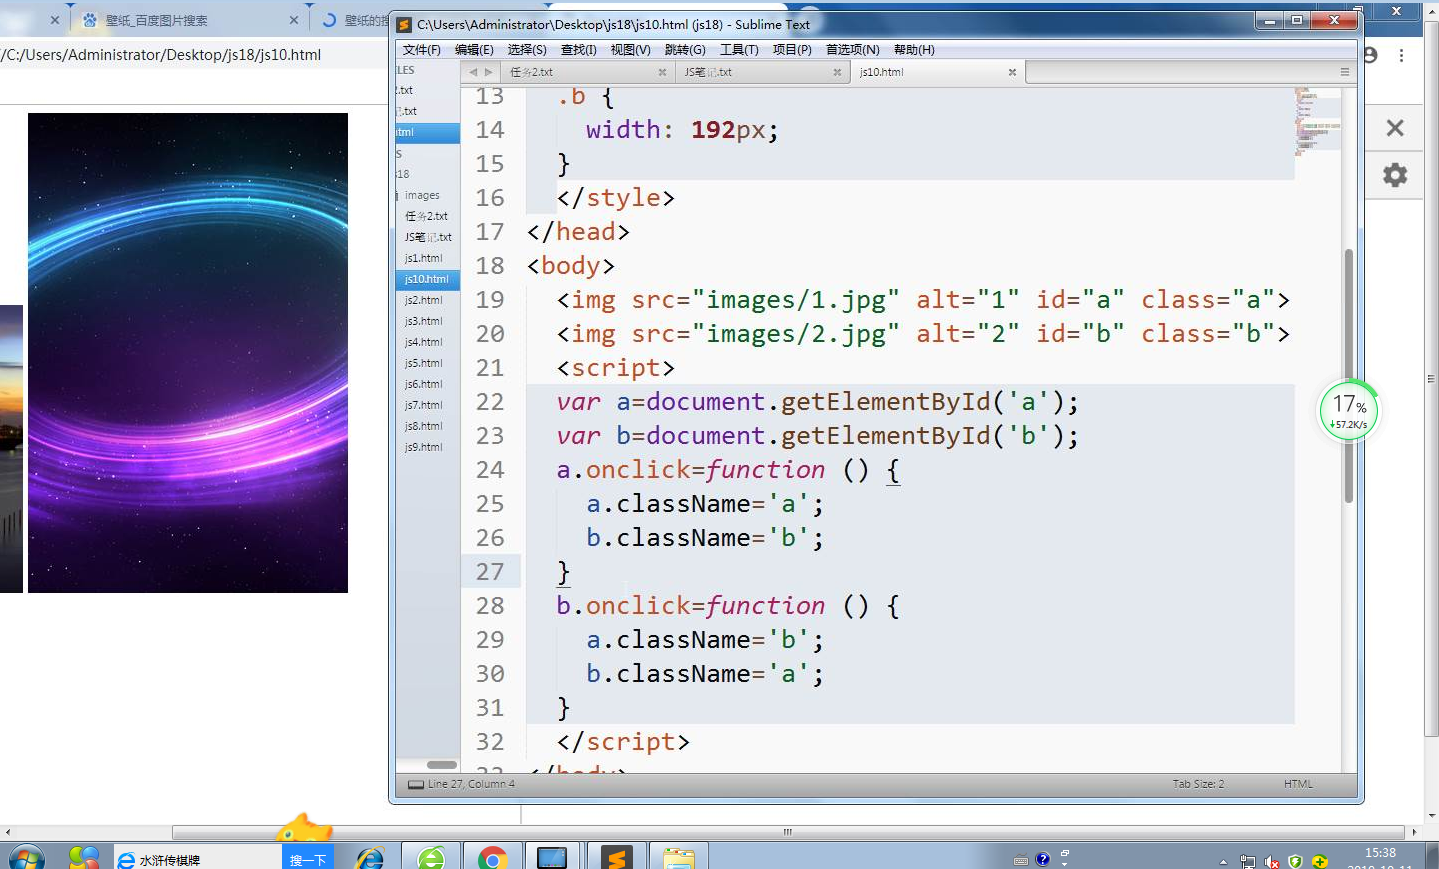 壁纸_百度图片搜索
壁纸的搜
C:\Users\Administrator\Desktop\js18\js10.html (js18) - Sublime Text
/C:/Users/Administrator/Desktop/js18/js10.html
文件(F) 编辑(E) 选择(S) 查找(I) 视图(V) 跳转(G) 工具(T) 项目(P) 首选项(N) 帮助(H)
任务2.txt
JS笔记.txt
js10.html
images
任务2.txt
JS笔记.txt
js1.html
js10.html
js2.html
js3.html
js4.html
js5.html
js6.html
js7.html
js8.html
js9.html
13 .b {
14 width: 192px;
15 }
16 </style>
17 </head>
18 <body>
19 <img src="images/1.jpg" alt="1" id="a" class="a">
20 <img src="images/2.jpg" alt="2" id="b" class="b">
21 <script>
22 var a=document.getElementById('a');
23 var b=document.getElementById('b');
24 a.onclick=function () {
25 a.className='a';
26 b.className='b';
27 }
28 b.onclick=function () {
29 a.className='b';
30 b.className='a';
31 }
32 </script>
33 </body>
17%
57.2K/s
Line 27, Column 4
Tab Size: 2
HTML
水浒传棋牌
搜一下
15:38